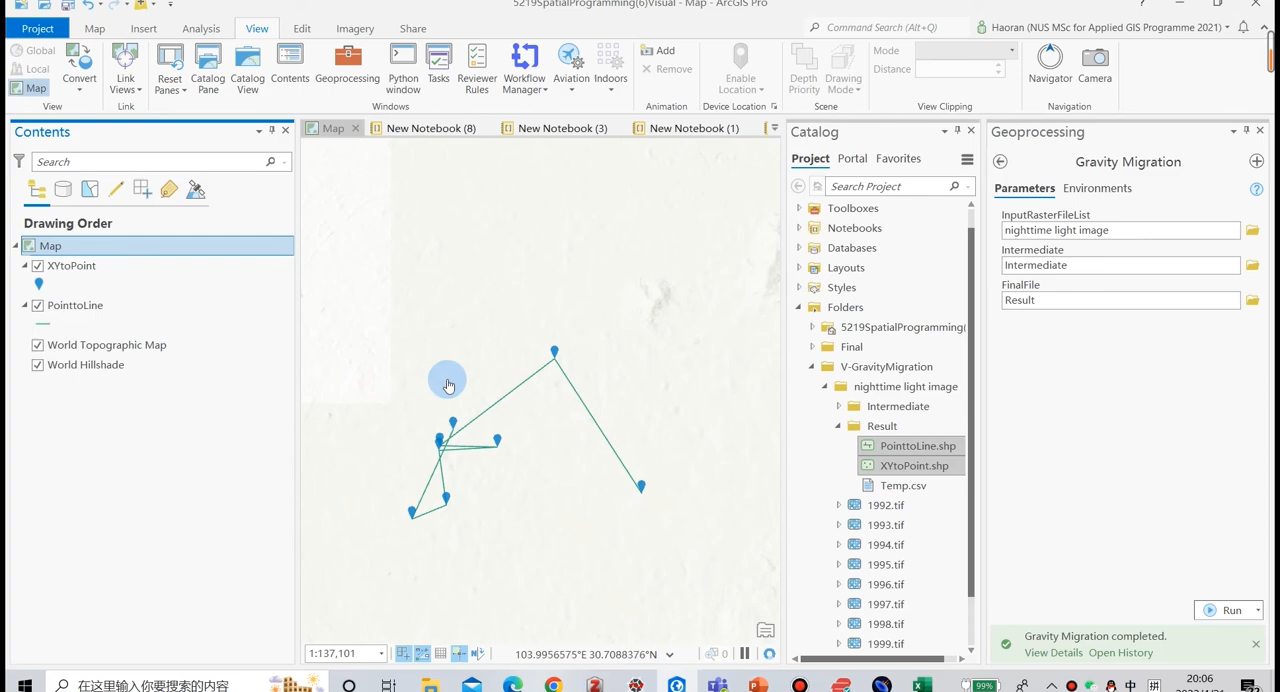 5219SpatialProgramming(6)Visual - Map - ArcGIS Pro
Project Map Insert Analysis View Edit Imagery Share
Command Search (Alt+Q)
Haoran (NUS MSc for Applied GIS Programme 2021)
Global
Local
Map
Convert
Link Views
Reset Panes
Catalog Pane
Catalog View
Contents
Geoprocessing
Python window
Tasks
Reviewer Rules
Workflow Manager
Aviation
Indoors
Add
Remove
Enable Location
Depth Priority
Drawing Mode
Mode
Distance
Navigator
Camera
View Link Windows Animation Device Location Scene View Clipping Navigation
Contents
Search
Drawing Order
Map
XYtoPoint
PointtoLine
World Topographic Map
World Hillshade
Map New Notebook (8) New Notebook (3) New Notebook (1)
1:137,101
103.9956575°E 30.7088376°N
0
Catalog
Project Portal Favorites
Search Project
Toolboxes
Notebooks
Databases
Layouts
Styles
Folders
5219SpatialProgramming(
Final
V-GravityMigration
nighttime light image
Intermediate
Result
PointtoLine.shp
XYtoPoint.shp
Temp.csv
1992.tif
1993.tif
1994.tif
1995.tif
1996.tif
1997.tif
1998.tif
1999.tif
Geoprocessing
Gravity Migration
Parameters Environments
InputRasterFileList
nighttime light image
Intermediate
Intermediate
FinalFile
Result
Run
Gravity Migration completed.
View Details Open History
在这里输入你要搜索的内容
99%
中
拼
20:06